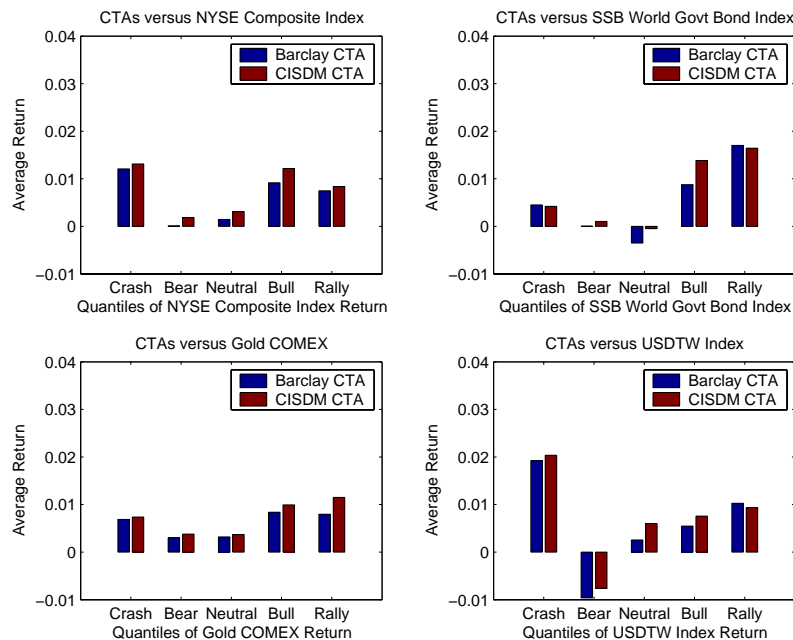 CTAs versus NYSE Composite Index
0.04
0.03
0.02
0.01
0
−0.01
Average Return
Barclay CTA
CISDM CTA
Crash Bear Neutral Bull Rally
Quantiles of NYSE Composite Index Return
CTAs versus SSB World Govt Bond Index
0.04
0.03
0.02
0.01
0
−0.01
Average Return
Barclay CTA
CISDM CTA
Crash Bear Neutral Bull Rally
Quantiles of SSB World Govt Bond Index
CTAs versus Gold COMEX
0.04
0.03
0.02
0.01
0
−0.01
Average Return
Barclay CTA
CISDM CTA
Crash Bear Neutral Bull Rally
Quantiles of Gold COMEX Return
CTAs versus USDTW Index
0.04
0.03
0.02
0.01
0
−0.01
Average Return
Barclay CTA
CISDM CTA
Crash Bear Neutral Bull Rally
Quantiles of USDTW Index Return